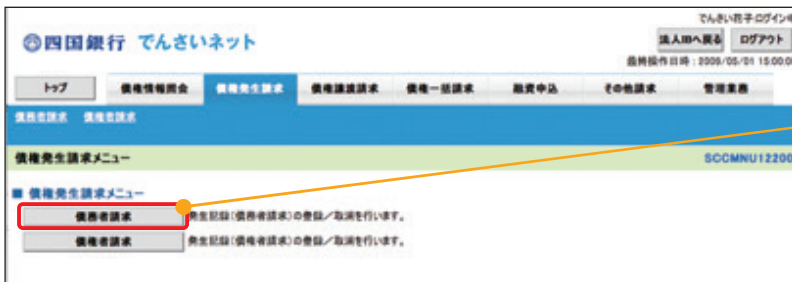 でんさい花子:ログイン中
四国銀行 でんさいネット
法人IBへ戻る ログアウト
最終操作日時:2009/05/01 15:00:00
トップ 債権情報照会 債権発生請求 債権譲渡請求 債権一括請求 融資申込 その他請求 管理業務
債務者請求 債権者請求
債権発生請求メニュー SCCMNU12200
■ 債権発生請求メニュー
債務者請求 発生記録(債務者請求)の登録/取消を行います。
債権者請求 発生記録(債権者請求)の登録/取消を行います。